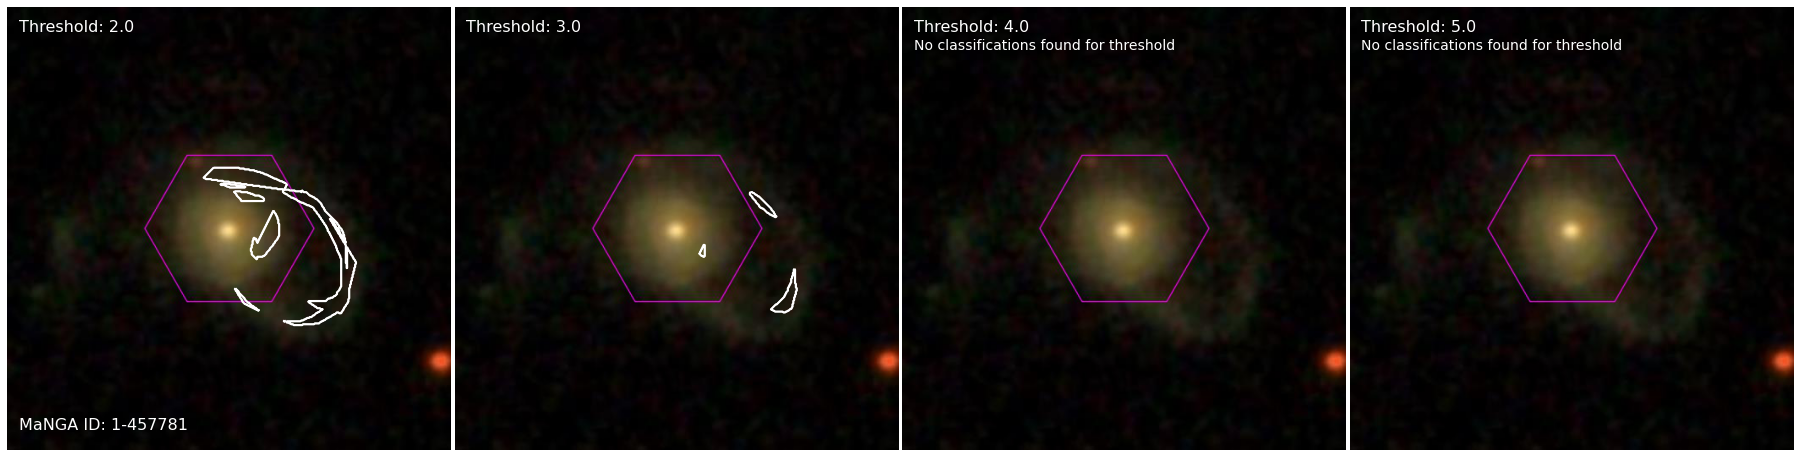 Threshold: 2.0
MaNGA ID: 1-457781
Threshold: 3.0
Threshold: 4.0
No classifications found for threshold
Threshold: 5.0
No classifications found for threshold